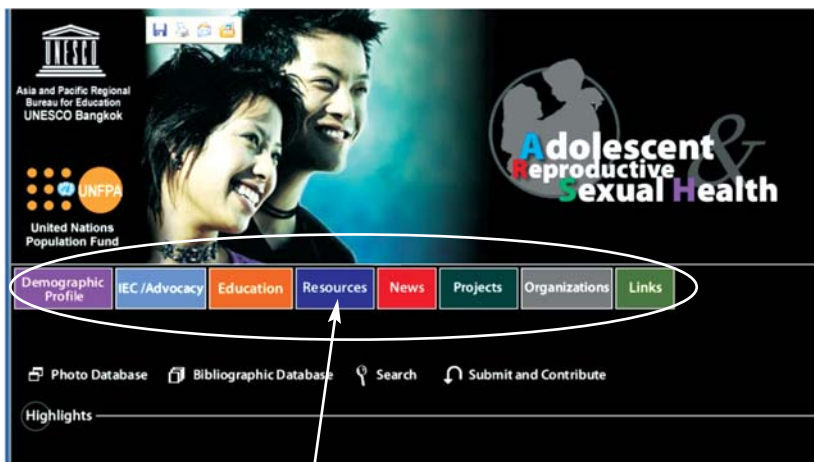 UNESCO
Asia and Pacific Regional
Bureau for Education
UNESCO Bangkok
UNFPA
United Nations
Population Fund
Adolescent
Reproductive &
Sexual Health
Demographic Profile
IEC /Advocacy
Education
Resources
News
Projects
Organizations
Links
Photo Database
Bibliographic Database
Search
Submit and Contribute
Highlights